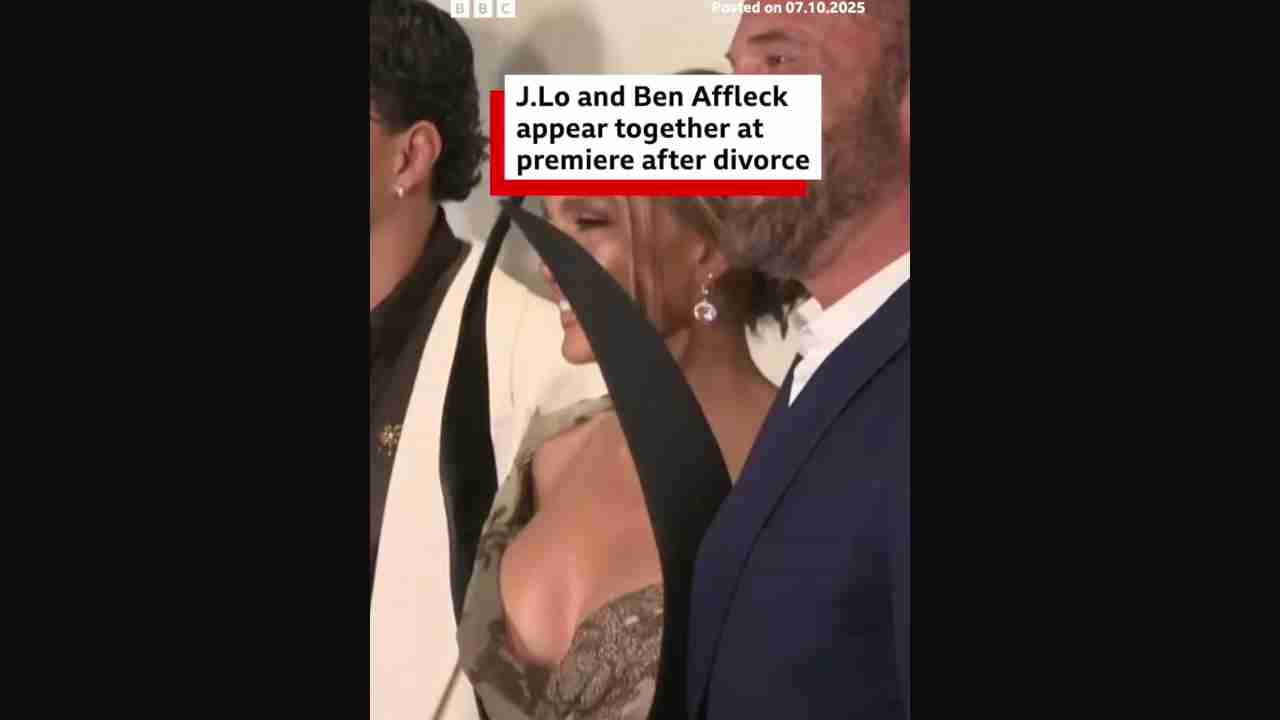 BBC
Posted on 07.10.2025
J.Lo and Ben Affleck
appear together at
premiere after divorce